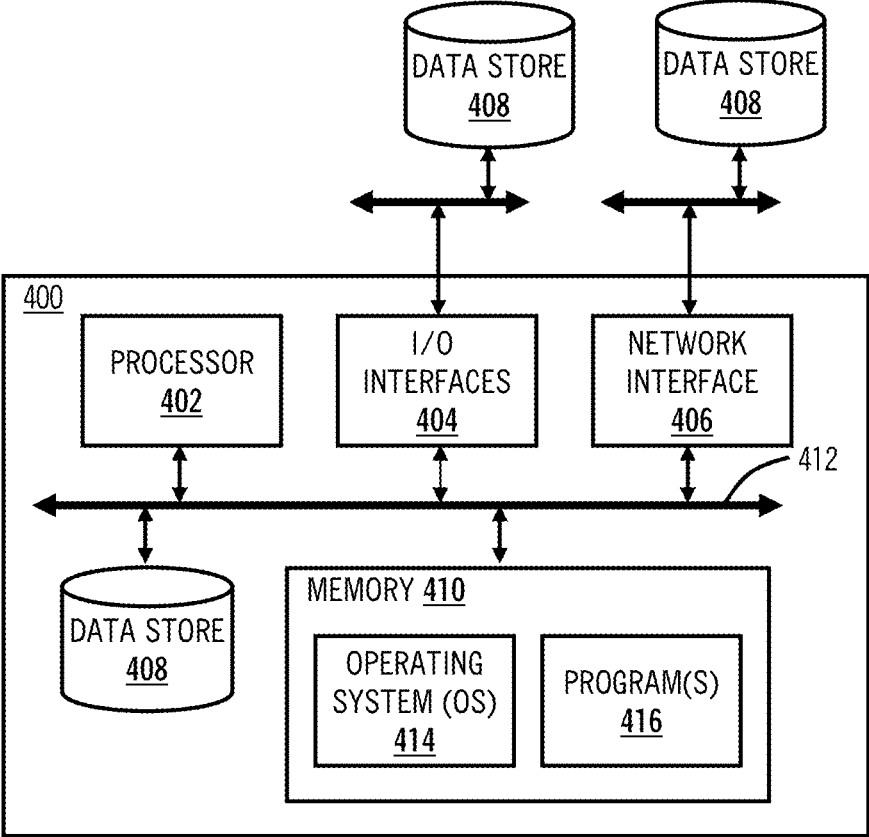 DATA STORE
408
DATA STORE
408
400
PROCESSOR
402
I/O
INTERFACES
404
NETWORK
INTERFACE
406
412
DATA STORE
408
MEMORY 410
OPERATING
SYSTEM (OS)
414
PROGRAM(S)
416